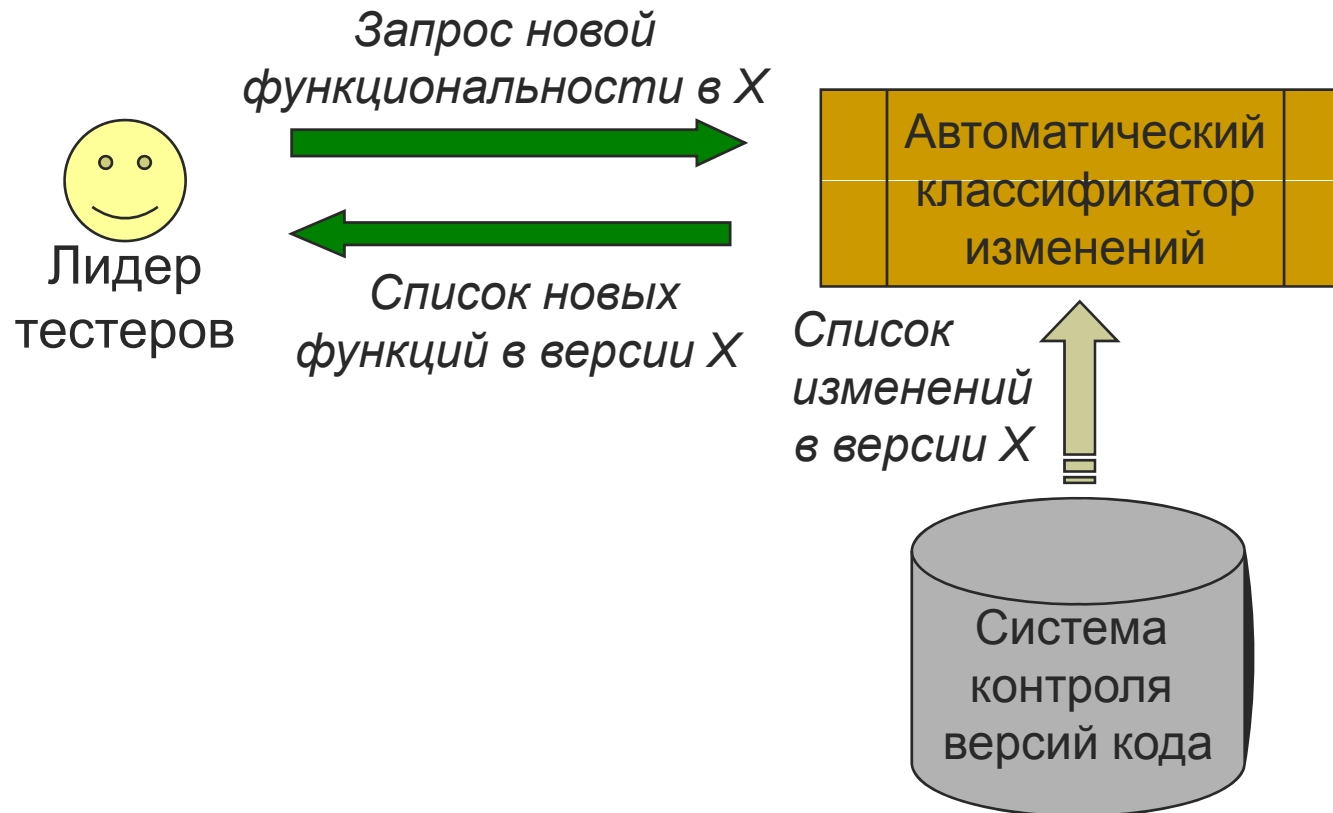 Запрос новой
функциональности в X
Автоматический
классификатор
изменений
Лидер
тестеров
Список новых
функций в версии X
Список
изменений
в версии X
Система
контроля
версий кода